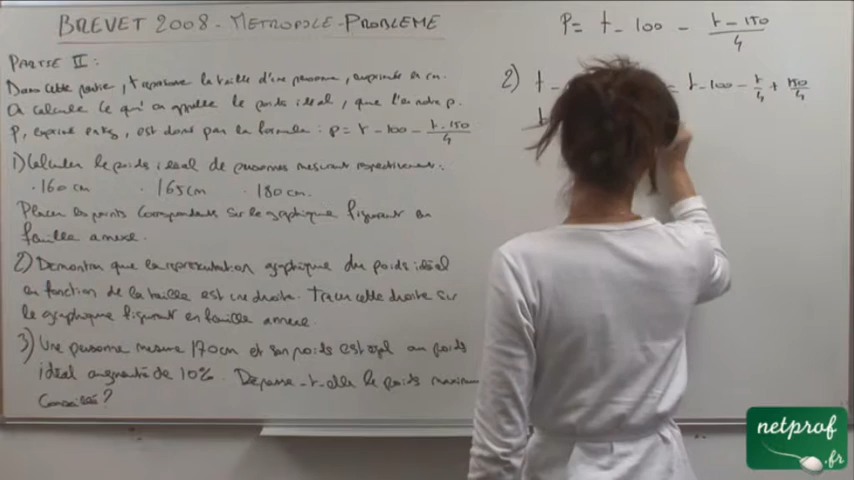 BREVET 2008 - METROPOLE - PROBLEME
PARTIE II :
Dans cette partie, t représente la taille d'une personne, exprimée en cm.
On calcule ce qu'on appelle le poids idéal, que l'on note p.
p, exprimé en kg, est donné par la formule : p = t - 100 - (t - 150)/4
1) Calculer le poids idéal de personnes mesurant respectivement :
· 160 cm · 165 cm · 180 cm.
Placer les points correspondants sur le graphique figurant en
feuille annexe.
2) Démontrer que la représentation graphique du poids idéal
en fonction de la taille est une droite. Tracer cette droite sur
le graphique figurant en feuille annexe.
3) Une personne mesure 170 cm et son poids est égal au poids
idéal augmenté de 10%. Dépasse-t-elle le poids maximum
conseillé ?
P = t - 100 - (t - 150)/4
2) t - = t - 100 - t/4 + 150/4
netprof
.fr